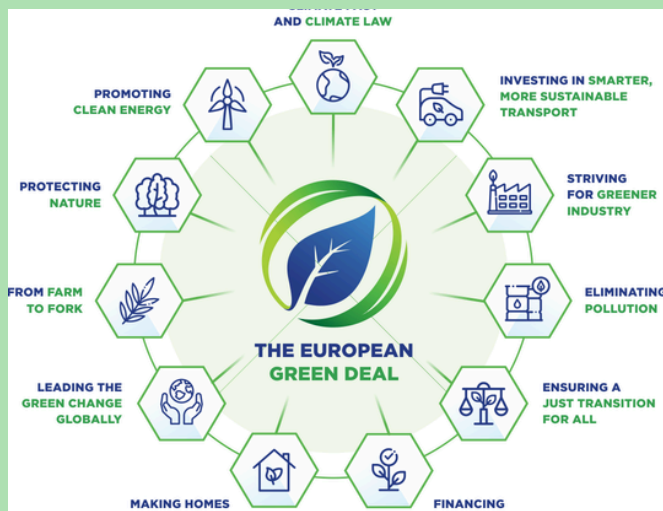 AND CLIMATE LAW
PROMOTING
CLEAN ENERGY
INVESTING IN SMARTER,
MORE SUSTAINABLE
TRANSPORT
PROTECTING
NATURE
STRIVING
FOR GREENER
INDUSTRY
FROM FARM
TO FORK
ELIMINATING
POLLUTION
THE EUROPEAN
GREEN DEAL
LEADING THE
GREEN CHANGE
GLOBALLY
ENSURING A
JUST TRANSITION
FOR ALL
MAKING HOMES
FINANCING